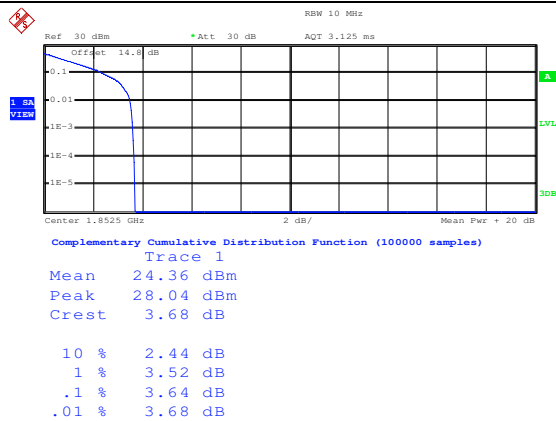 RBW 10 MHz
Ref 30 dBm *Att 30 dB AQT 3.125 ms
Offset 14.8 dB
0.1
A
0.01
1 SA
VIEW
1E-3
LVL
1E-4
1E-5
3DB
Center 1.8525 GHz 2 dB/ Mean Pwr + 20 dB
Complementary Cumulative Distribution Function (100000 samples)
Trace 1
Mean 24.36 dBm
Peak 28.04 dBm
Crest 3.68 dB
10 % 2.44 dB
1 % 3.52 dB
.1 % 3.64 dB
.01 % 3.68 dB